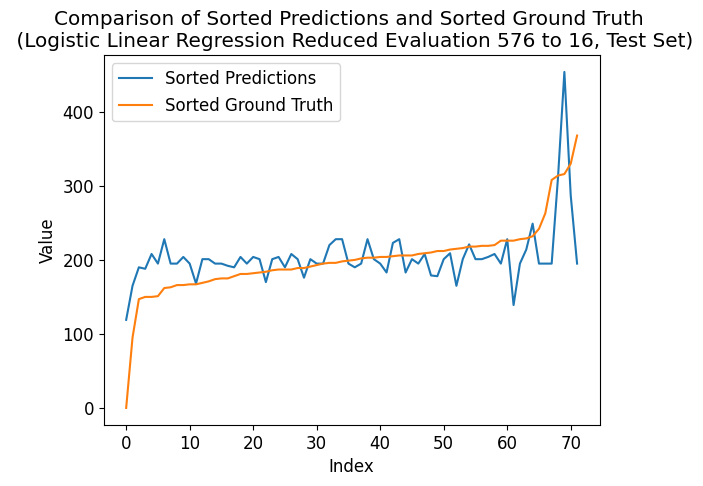 Comparison of Sorted Predictions and Sorted Ground Truth
(Logistic Linear Regression Reduced Evaluation 576 to 16, Test Set)
Sorted Predictions
Sorted Ground Truth
Value
400
300
200
100
0
0 10 20 30 40 50 60 70
Index